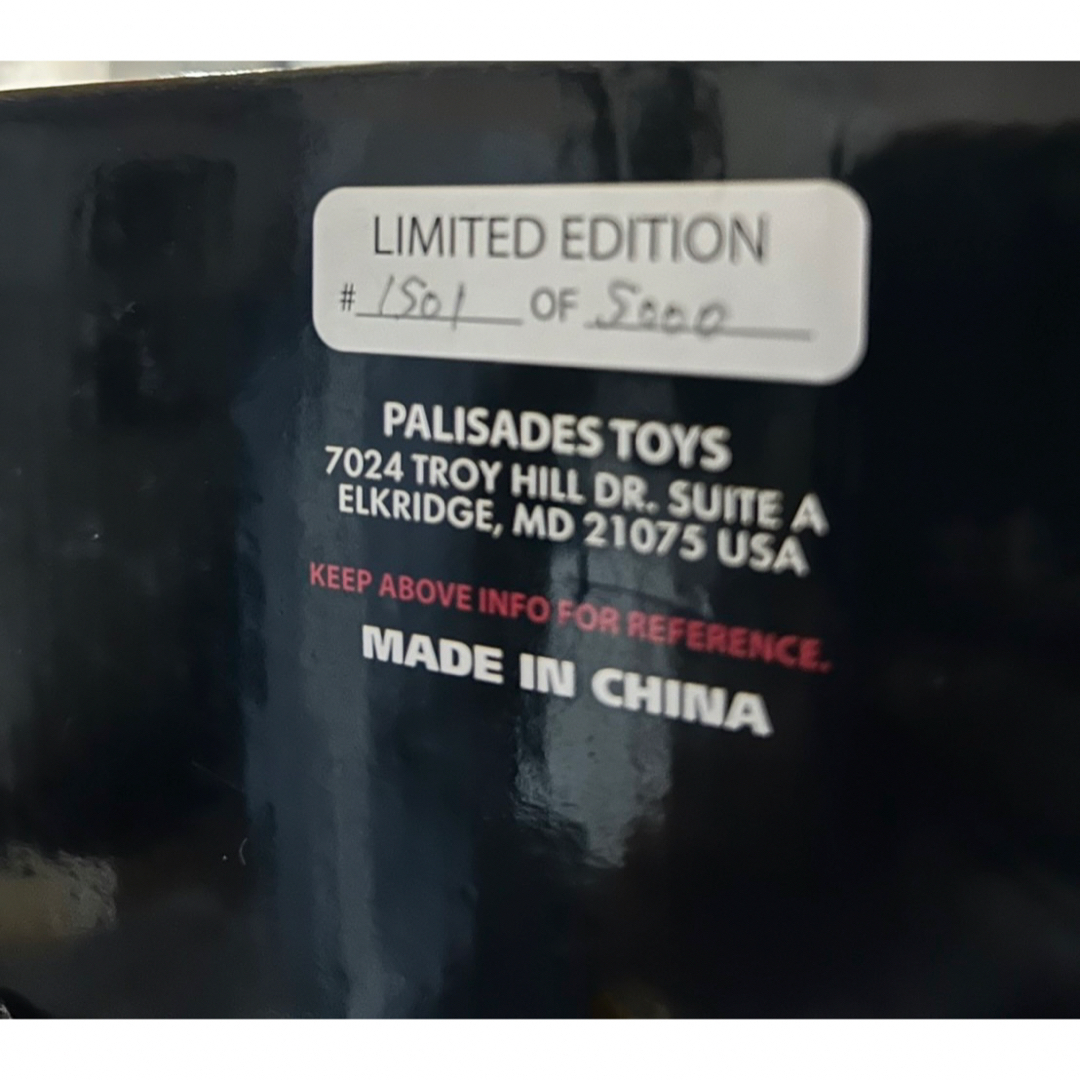 LIMITED EDITION
# 1501 OF 5000
PALISADES TOYS
7024 TROY HILL DR. SUITE A
ELKRIDGE, MD 21075 USA
KEEP ABOVE INFO FOR REFERENCE.
MADE IN CHINA